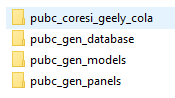 pubc_coresi_geely_cola
pubc_gen_database
pubc_gen_models
pubc_gen_panels